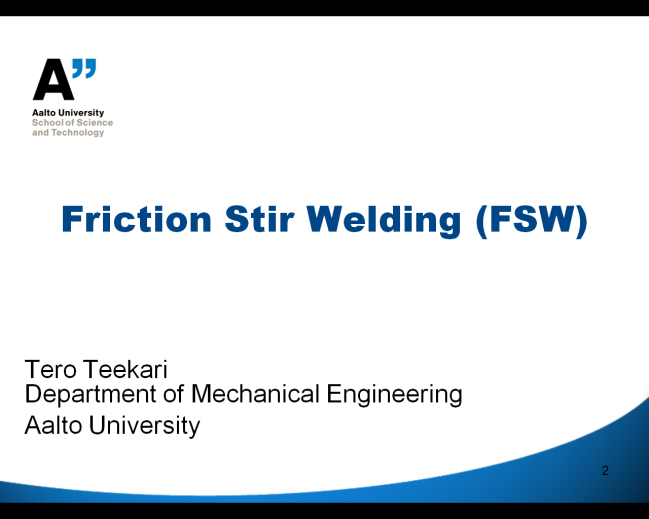 A”
Aalto University
School of Science
and Technology
Friction Stir Welding (FSW)
Tero Teekari
Department of Mechanical Engineering
Aalto University
2